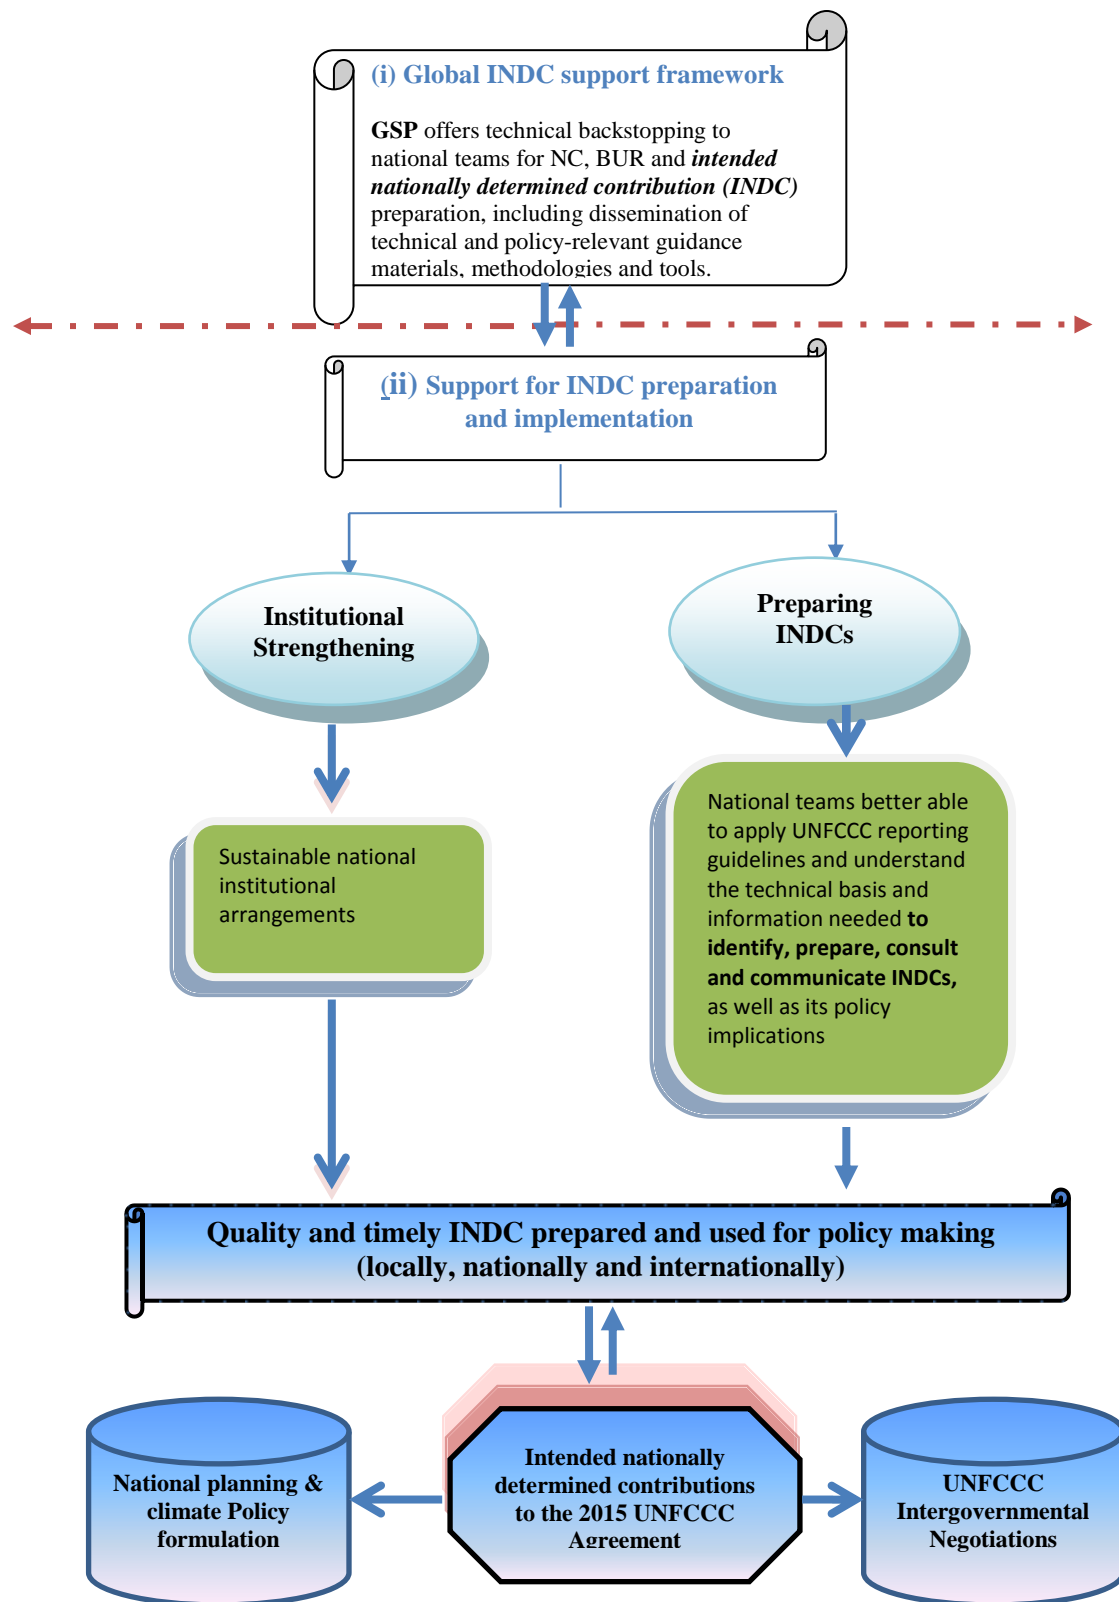 (i) Global INDC support framework
GSP offers technical backstopping to
national teams for NC, BUR and intended
nationally determined contribution (INDC)
preparation, including dissemination of
technical and policy-relevant guidance
materials, methodologies and tools.
(ii) Support for INDC preparation
and implementation
Institutional
Strengthening
Preparing
INDCs
Sustainable national
institutional
arrangements
National teams better able
to apply UNFCCC reporting
guidelines and understand
the technical basis and
information needed to
identify, prepare, consult
and communicate INDCs,
as well as its policy
implications
Quality and timely INDC prepared and used for policy making
(locally, nationally and internationally)
National planning &
climate Policy
formulation
Intended nationally
determined contributions
to the 2015 UNFCCC
Agreement
UNFCCC
Intergovernmental
Negotiations